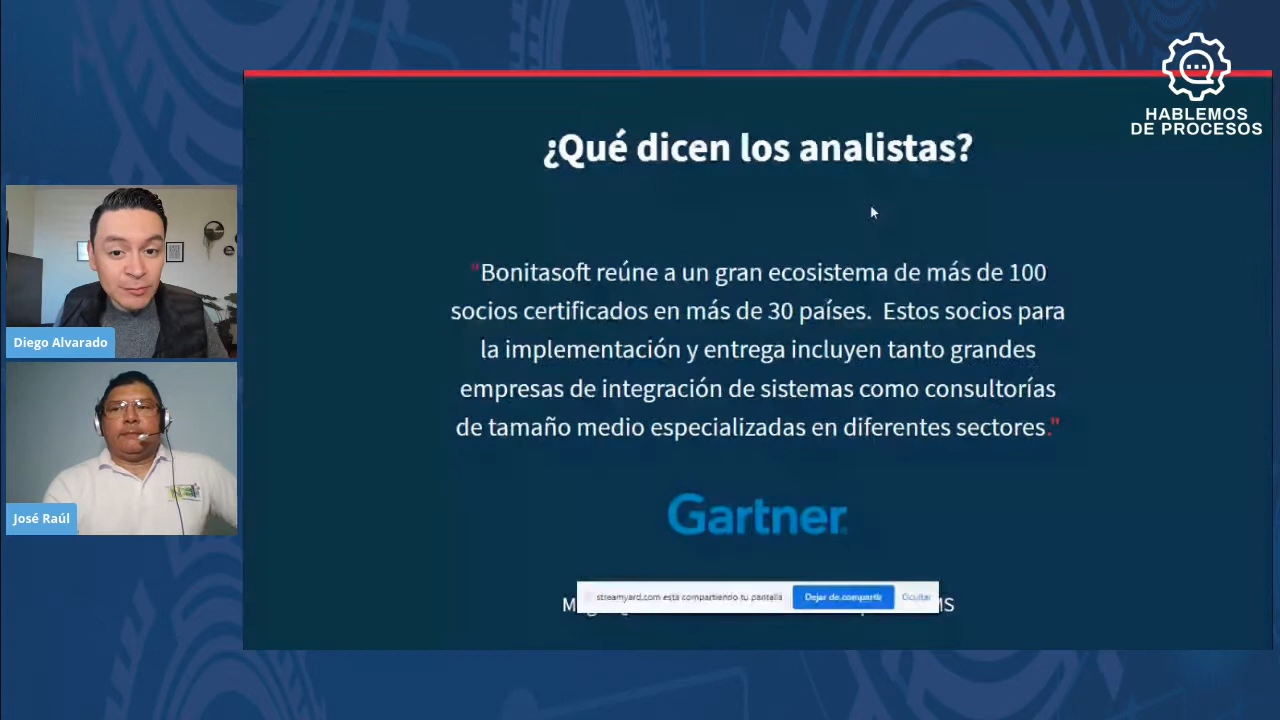 HABLEMOS
DE PROCESOS
¿Qué dicen los analistas?
"Bonitasoft reúne a un gran ecosistema de más de 100
socios certificados en más de 30 países.  Estos socios para
la implementación y entrega incluyen tanto grandes
empresas de integración de sistemas como consultorías
de tamaño medio especializadas en diferentes sectores."
Gartner
streamyard.com está compartiendo tu pantalla
Dejar de compartir
Ocultar
Diego Alvarado
José Raúl